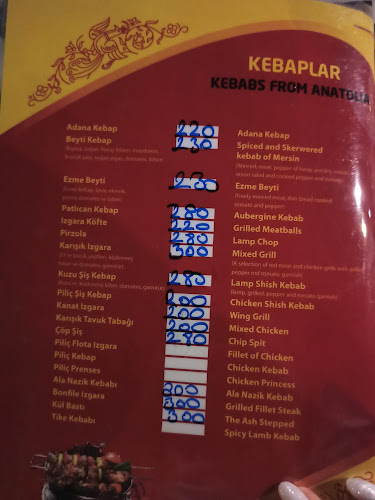 KEBAPLAR
KEBABS FROM ANATOLIA
Adana Kebap 220 Adana Kebap
Beyti Kebap 230 Spiced and Skerwered
kebab of Mersin
Ezme Beyti 230 Ezme Beyti
Patlıcan Kebap 280 Aubergine Kebab
Izgara Köfte 220 Grilled Meatballs
Pirzola 280 Lamp Chop
Karışık Izgara 300 Mixed Grill
Kuzu Şiş Kebap 280 Lamp Shish Kebab
Piliç Şiş Kebap 200 Chicken Shish Kebab
Kanat Izgara 200 Wing Grill
Karışık Tavuk Tabağı 200 Mixed Chicken
Çöp Şiş 280 Chip Spit
Piliç Flota Izgara Fillet of Chicken
Piliç Kebap Chicken Kebab
Piliç Prenses Chicken Princess
Ala Nazik Kebabı 300 Ala Nazik Kebab
Bonfile Izgara 300 Grilled Fillet Steak
Kül Bastı 300 The Ash Stepped
Tike Kebabı Spicy Lamb Kebab